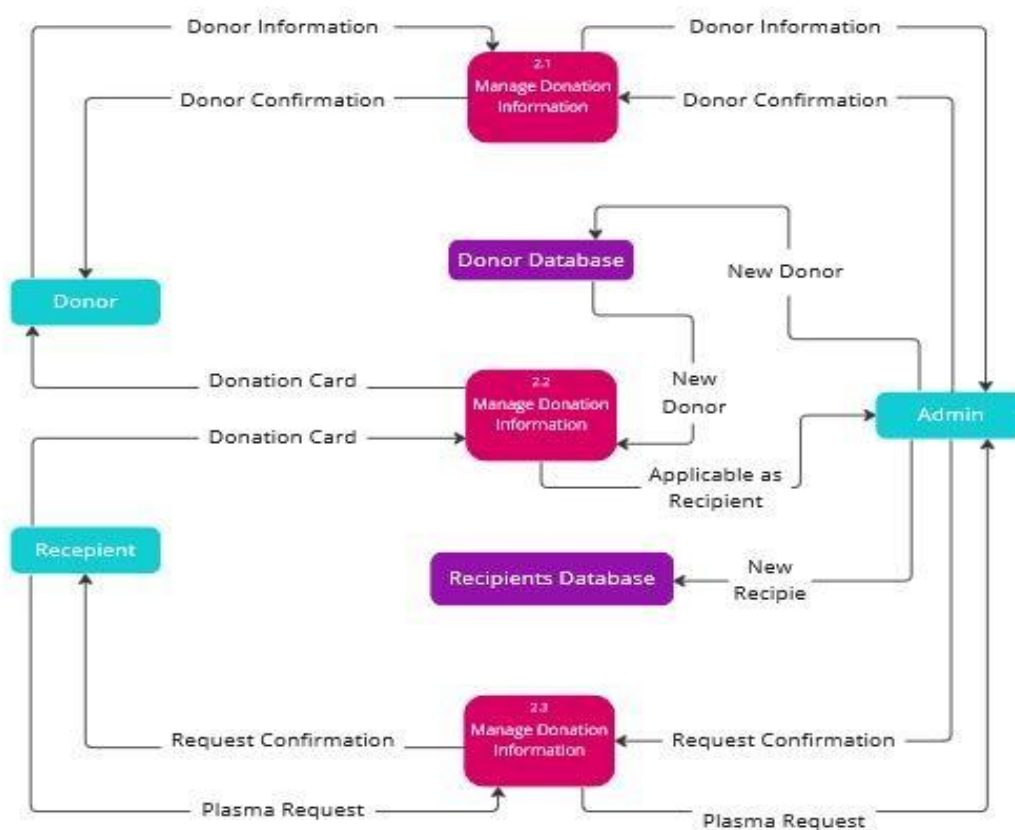 Donor Information
Donor Information
2.1
Manage Donation
Information
Donor Confirmation
Donor Confirmation
Donor Database
New Donor
Donor
2.2
Manage Donation
Information
Donation Card
New
Donor
Admin
Donation Card
Applicable as
Recipient
Recepient
Recipients Database
New
Recipie
2.3
Manage Donation
Information
Request Confirmation
Request Confirmation
Plasma Request
Plasma Request